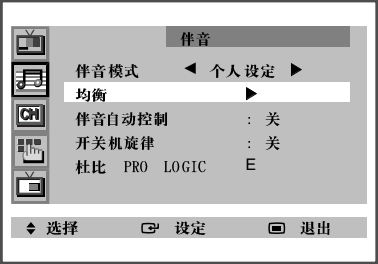 伴音
伴音模式 ◀ 个人设定 ▶
均衡 ▶
伴音自动控制 : 关
开关机旋律 : 关
杜比 PRO LOGIC E
CH
选择 设定 退出